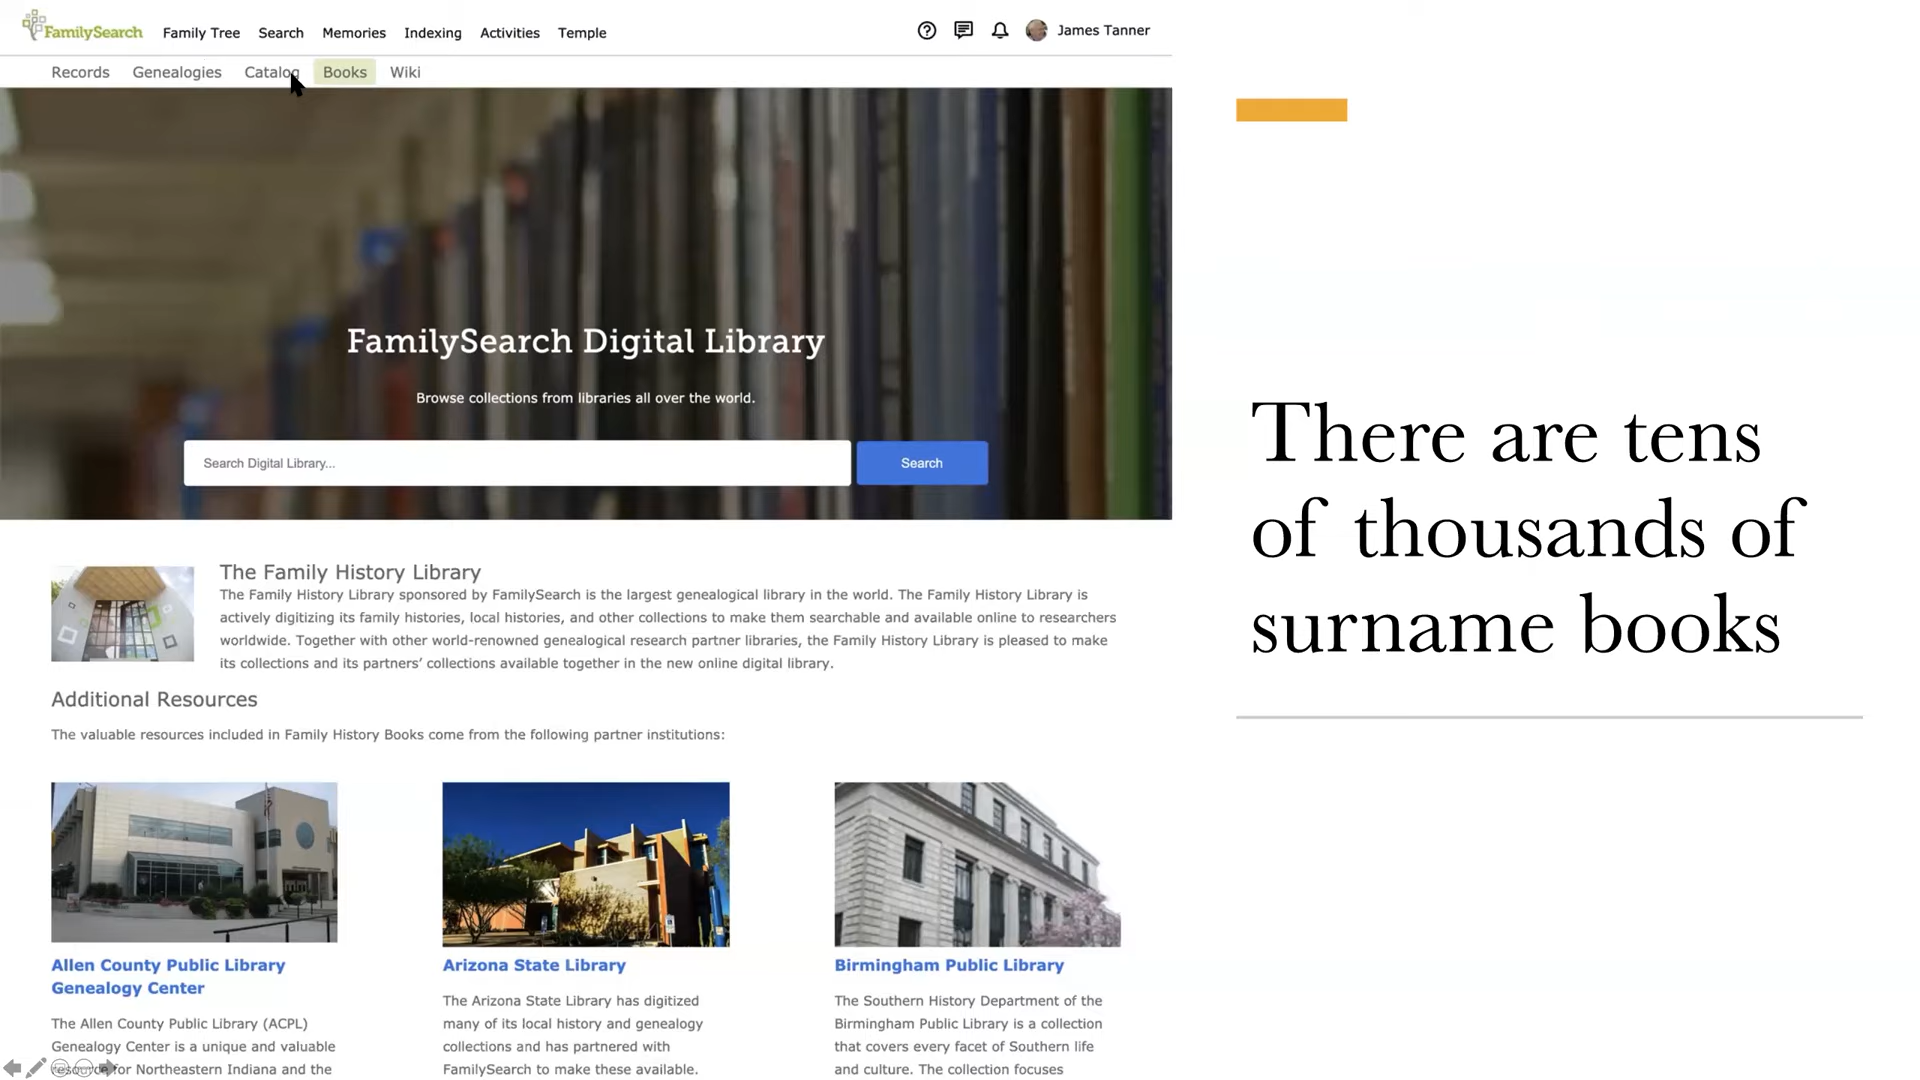 FamilySearch Family Tree Search Memories Indexing Activities Temple James Tanner
Records Genealogies Catalog Books Wiki
FamilySearch Digital Library
Browse collections from libraries all over the world.
Search Digital Library... Search
The Family History Library
The Family History Library sponsored by FamilySearch is the largest genealogical library in the world. The Family History Library is
actively digitizing its family histories, local histories, and other collections to make them searchable and available online to researchers
worldwide. Together with other world-renowned genealogical research partner libraries, the Family History Library is pleased to make
its collections and its partners’ collections available together in the new online digital library.
Additional Resources
The valuable resources included in Family History Books come from the following partner institutions:
Allen County Public Library
Genealogy Center
The Allen County Public Library (ACPL)
Genealogy Center is a unique and valuable
resource for Northeastern Indiana and the
Arizona State Library
The Arizona State Library has digitized
many of its local history and genealogy
collections and has partnered with
FamilySearch to make these available.
Birmingham Public Library
The Southern History Department of the
Birmingham Public Library is a collection
that covers every facet of Southern life
and culture. The collection focuses
There are tens
of thousands of
surname books